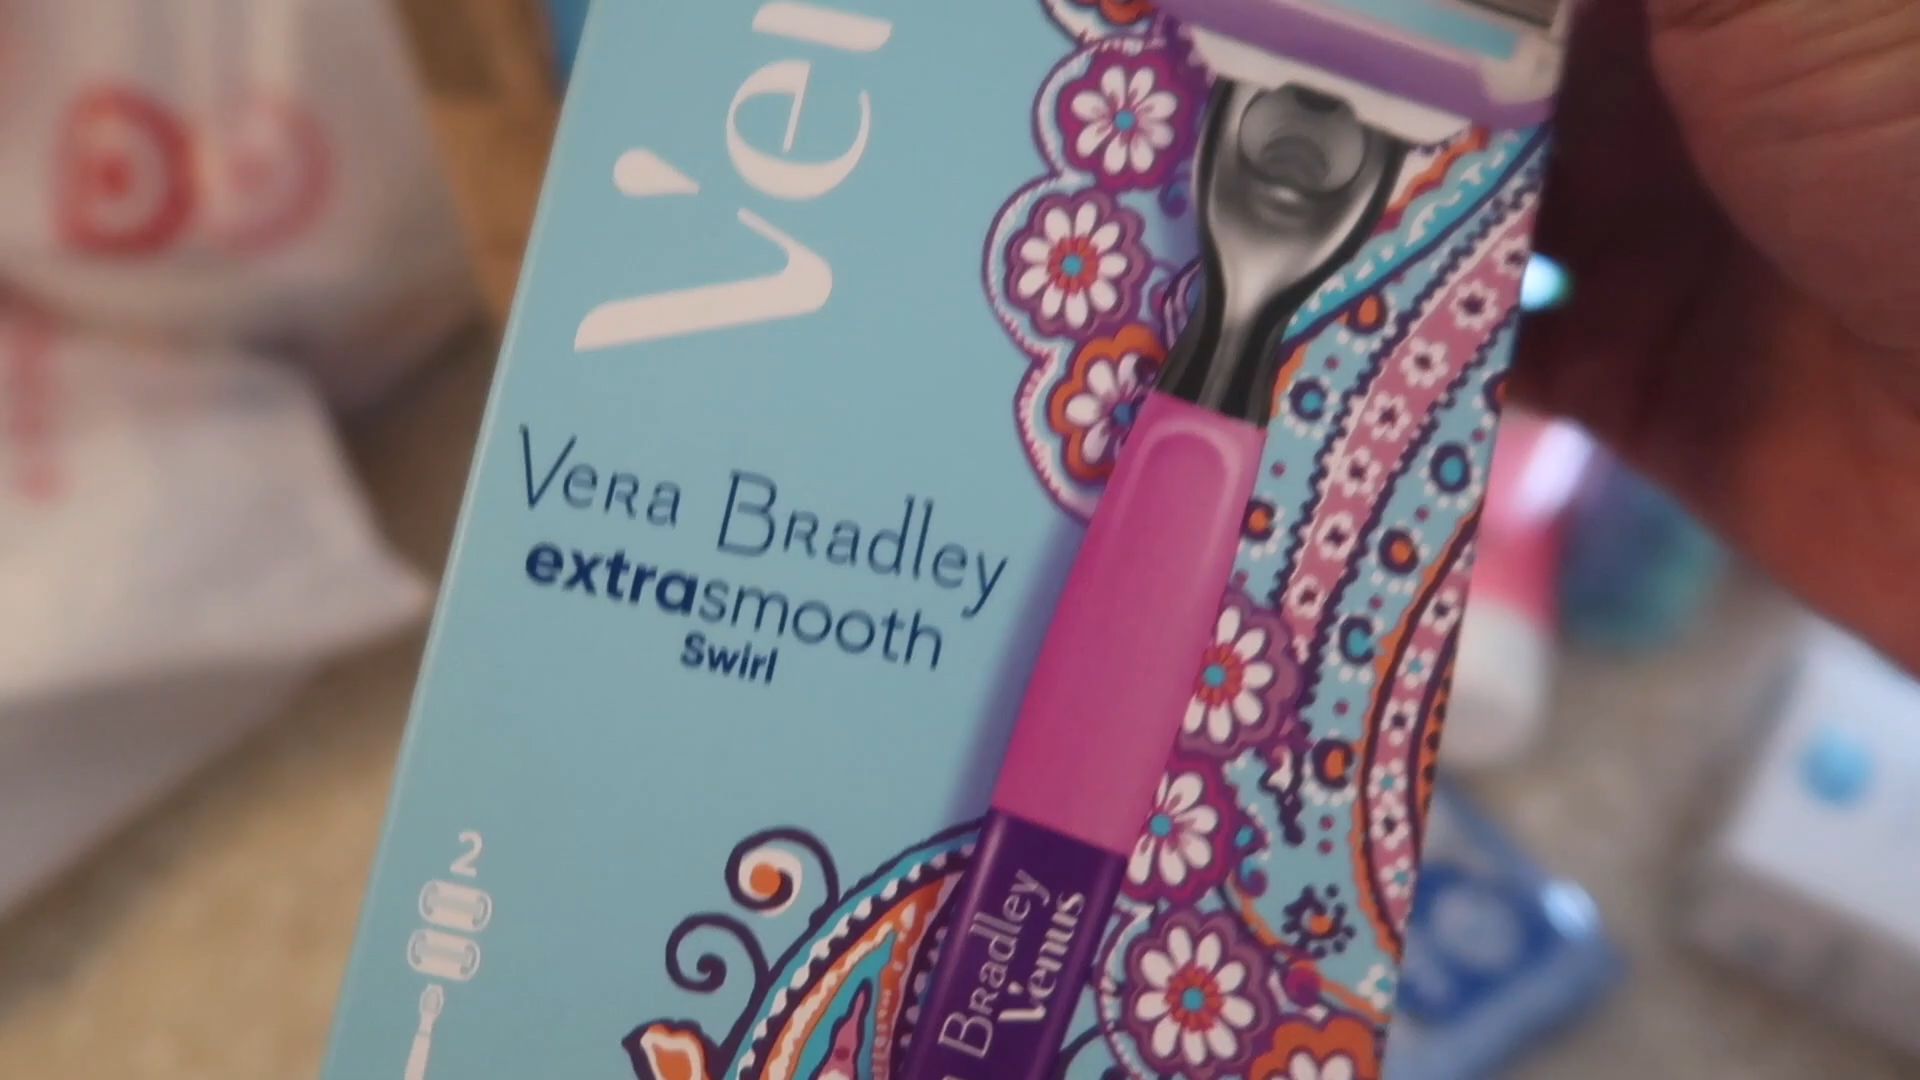 Ve
Vera Bradley
extrasmooth
Swirl
2
Bradley
Venus